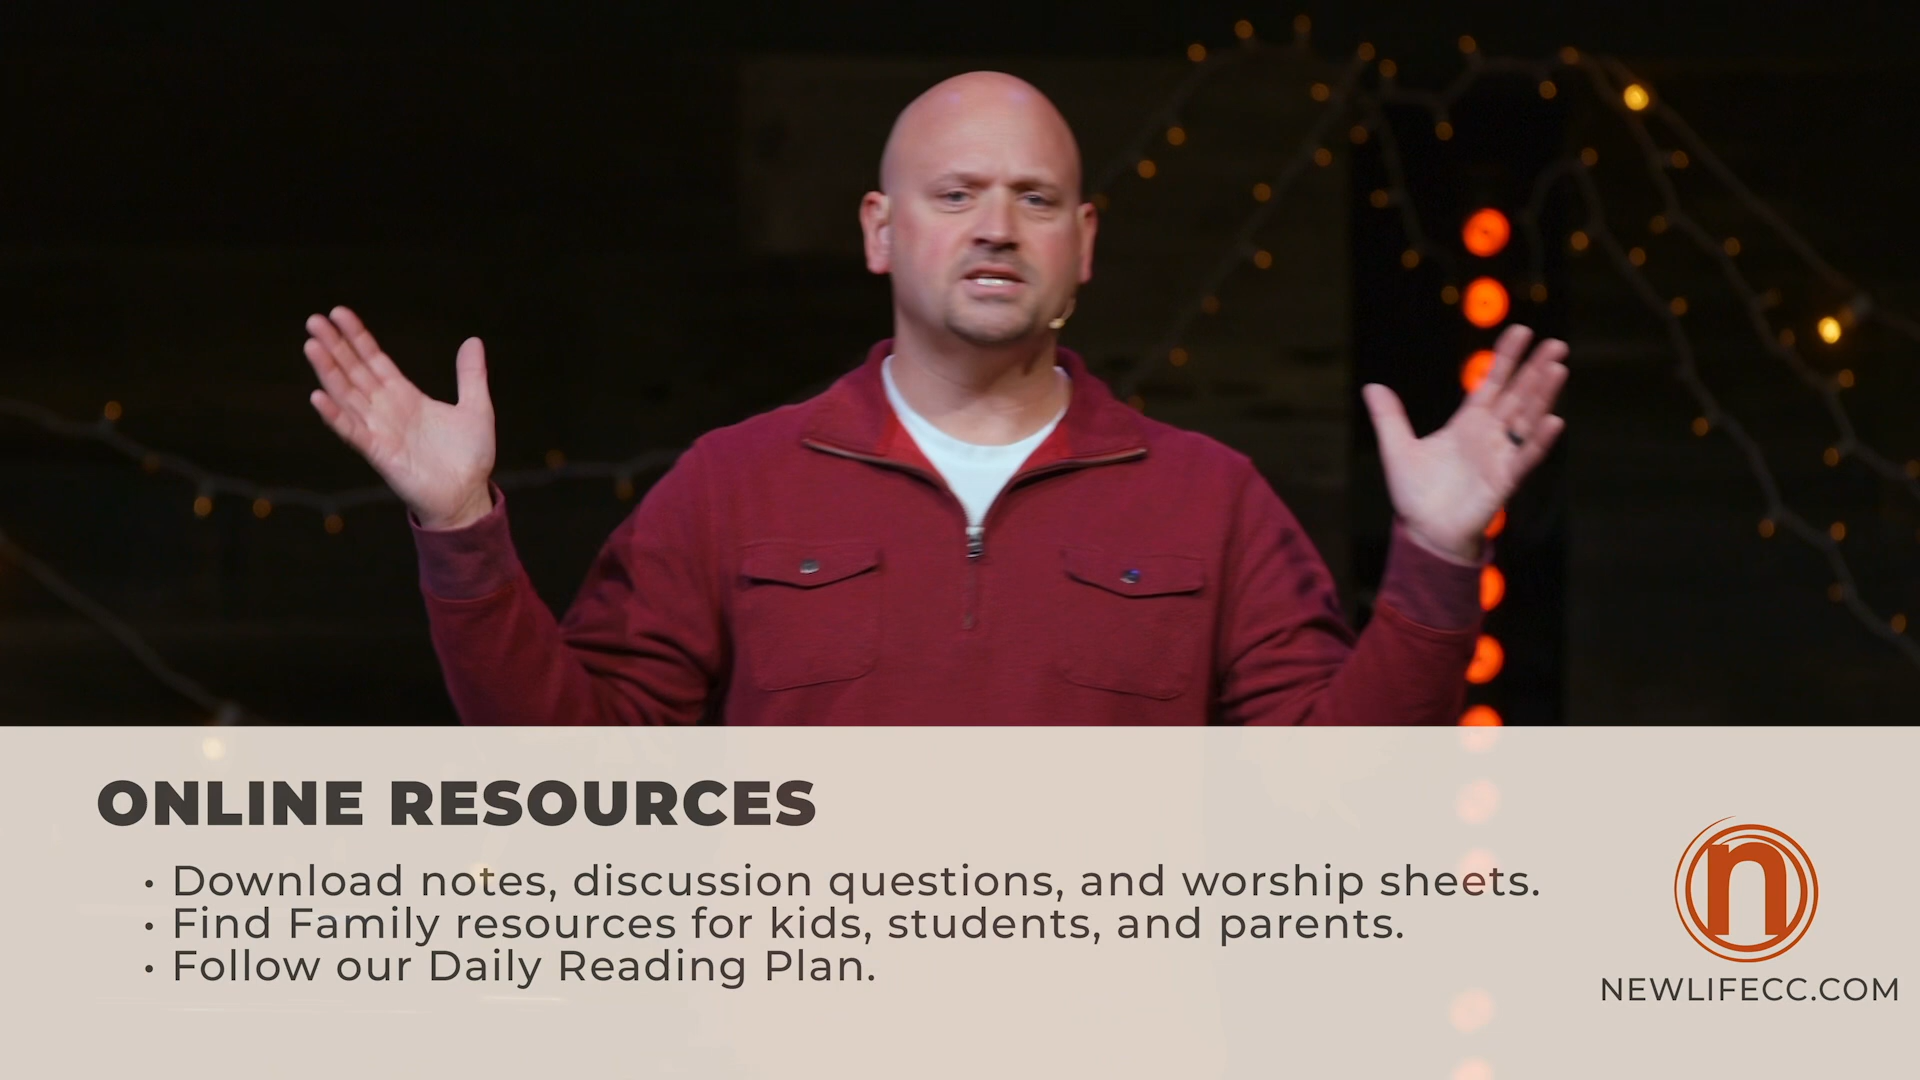 ONLINE RESOURCES
• Download notes, discussion questions, and worship sheets.
• Find Family resources for kids, students, and parents.
• Follow our Daily Reading Plan.
n
NEWLIFECC.COM